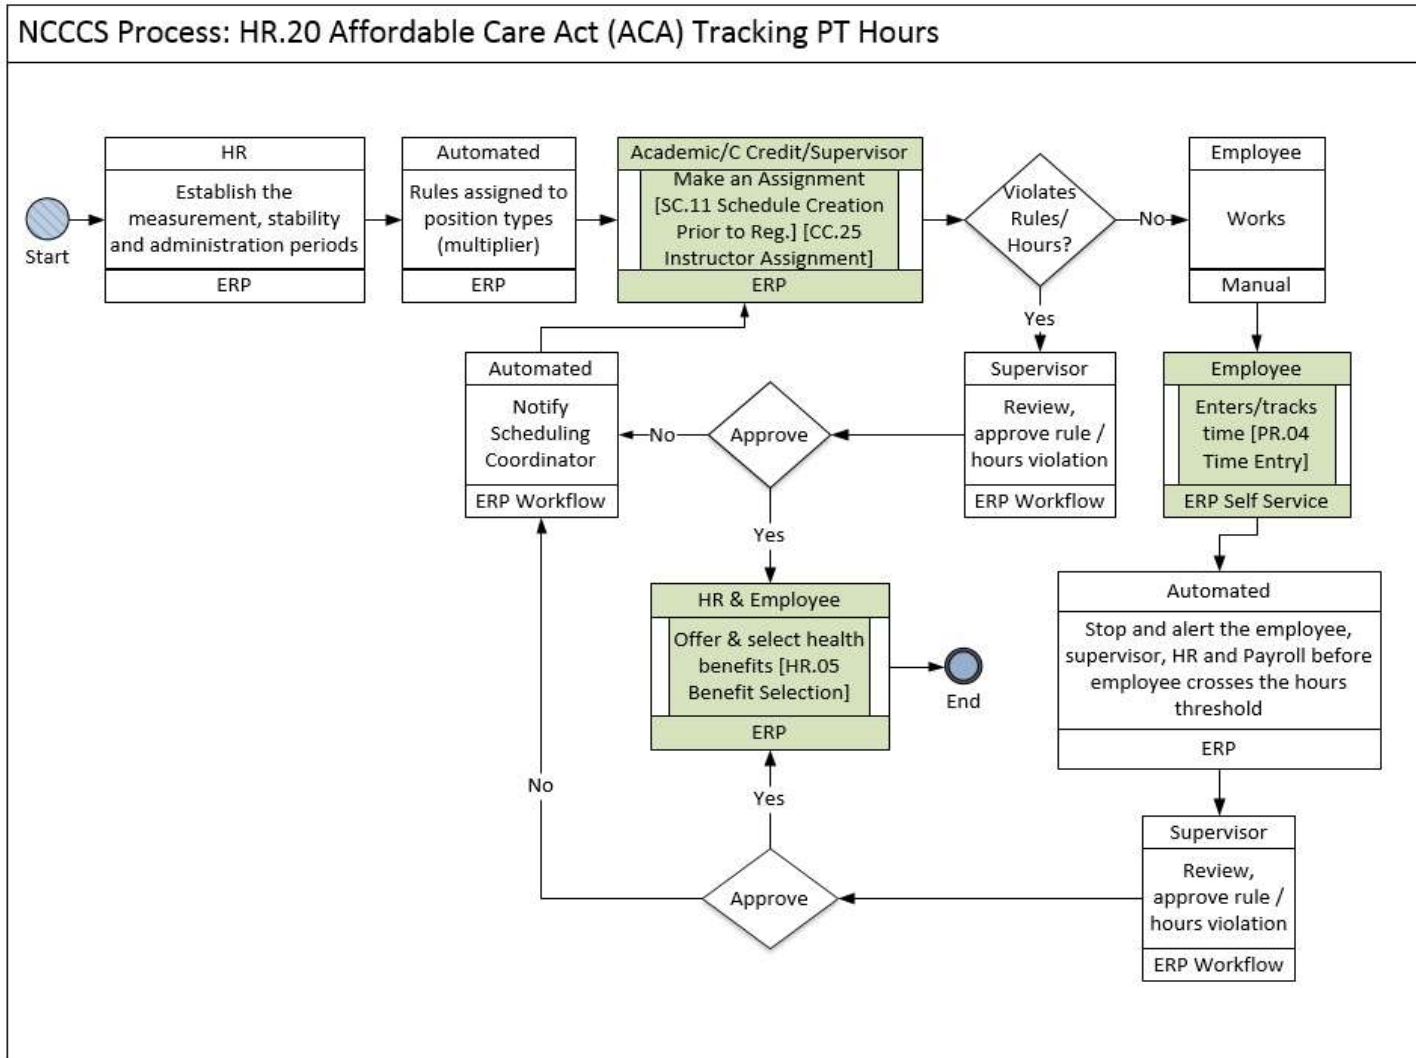 NCCCS Process: HR.20 Affordable Care Act (ACA) Tracking PT Hours
Start
HR
Establish the
measurement, stability
and administration periods
ERP
Automated
Rules assigned to
position types
(multiplier)
ERP
Academic/C Credit/Supervisor
Make an Assignment
[SC.11 Schedule Creation
Prior to Reg.] [CC.25
Instructor Assignment]
ERP
Violates
Rules/
Hours?
No
Employee
Works
Manual
Yes
Automated
Notify
Scheduling
Coordinator
ERP Workflow
No
Approve
Supervisor
Review,
approve rule /
hours violation
ERP Workflow
Employee
Enters/tracks
time [PR.04
Time Entry]
ERP Self Service
Yes
HR & Employee
Offer & select health
benefits [HR.05
Benefit Selection]
ERP
End
Automated
Stop and alert the employee,
supervisor, HR and Payroll before
employee crosses the hours
threshold
ERP
No
Yes
Approve
Supervisor
Review,
approve rule /
hours violation
ERP Workflow